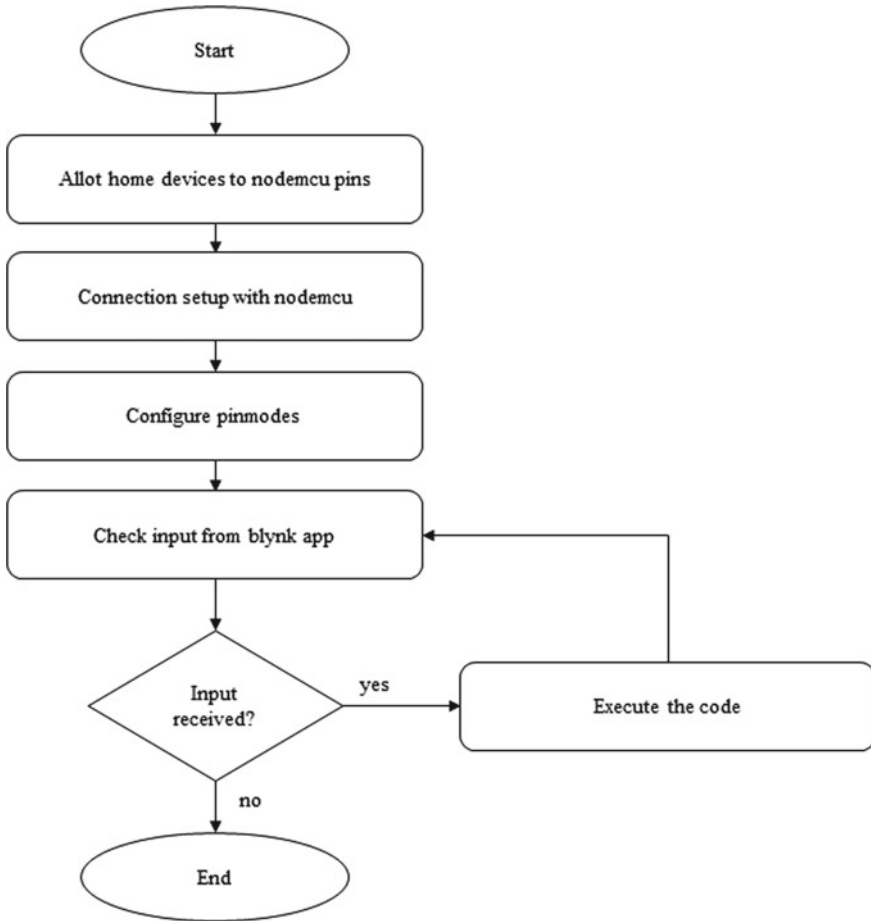 Start
Allot home devices to nodemcu pins
Connection setup with nodemcu
Configure pinmodes
Check input from blynk app
Input
received?
yes
Execute the code
no
End